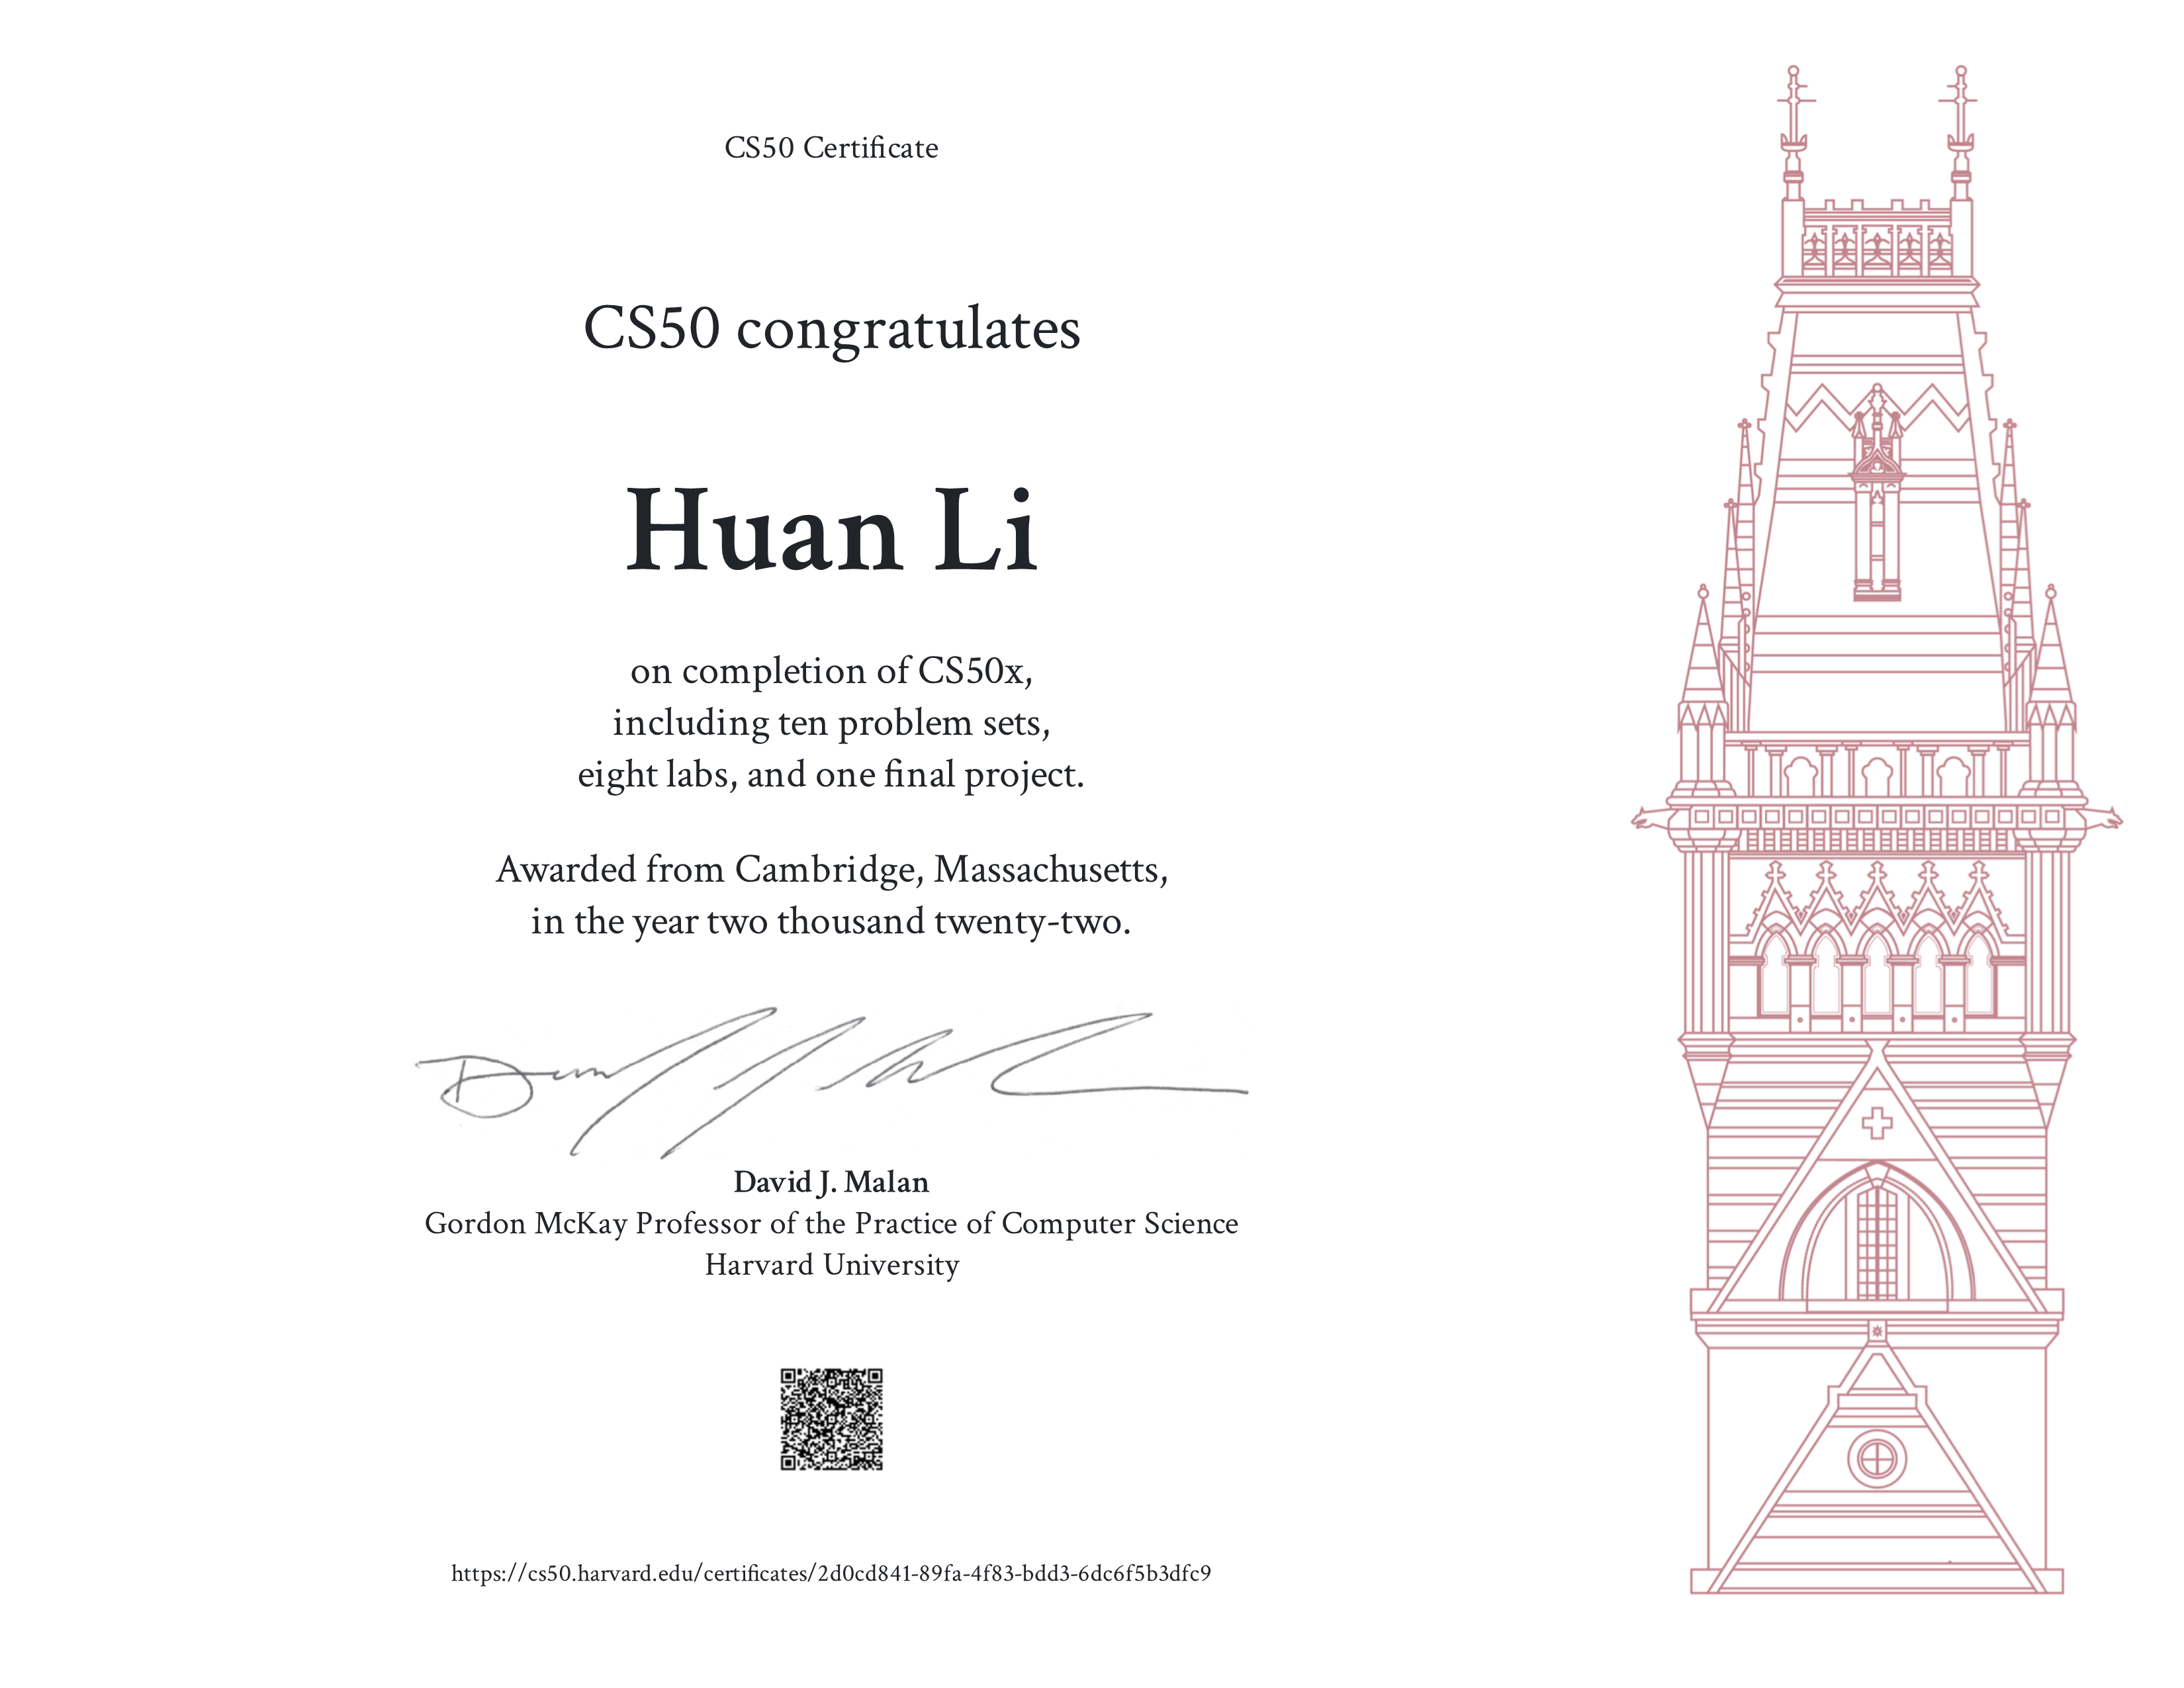 CS50 Certificate
CS50 congratulates
Huan Li
on completion of CS50x,
including ten problem sets,
eight labs, and one final project.
Awarded from Cambridge, Massachusetts,
in the year two thousand twenty-two.
David J. Malan
Gordon McKay Professor of the Practice of Computer Science
Harvard University
https://cs50.harvard.edu/certificates/2d0cd841-89fa-4f83-bdd3-6dc6f5b3dfc9